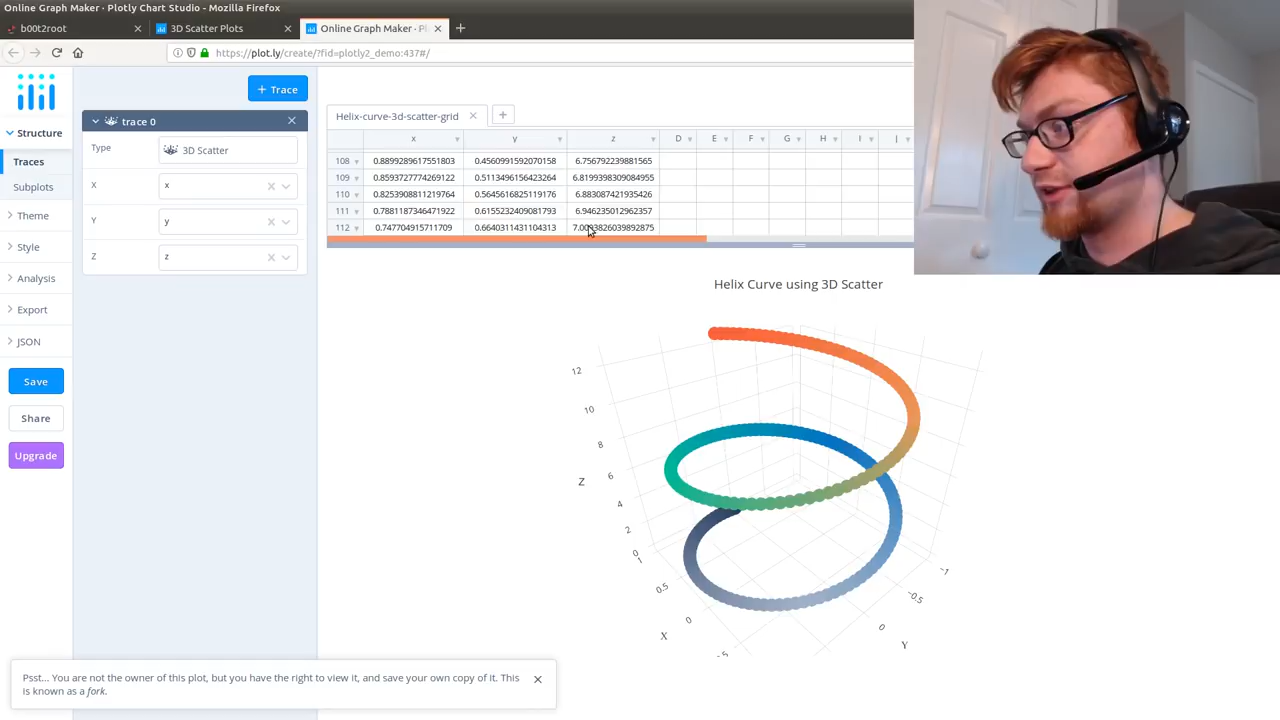 Online Graph Maker · Plotly Chart Studio - Mozilla Firefox
b00t2root
3D Scatter Plots
Online Graph Maker · Pl
https://plot.ly/create/?fid=plotly2_demo:437#/
+ Trace
Structure
Traces
Subplots
Theme
Style
Analysis
Export
JSON
Save
Share
Upgrade
trace 0
Type
3D Scatter
X
x
Y
y
Z
z
Helix-curve-3d-scatter-grid
x y z D E F G H I J
108 0.8899289617551803 0.4560991592070158 6.756792239881565
109 0.8593727774269122 0.5113496156423264 6.8199398309084955
110 0.8253908811219764 0.5645616825119176 6.883087421935426
111 0.7881187346471922 0.6155232409081793 6.946235012962357
112 0.747704915711709 0.6640311431104313
Helix Curve using 3D Scatter
12
10
8
6
4
2
0
Z
1
0.5
0
X
−1
−0.5
0
Y
Psst... You are not the owner of this plot, but you have the right to view it, and save your own copy of it. This
is known as a fork.